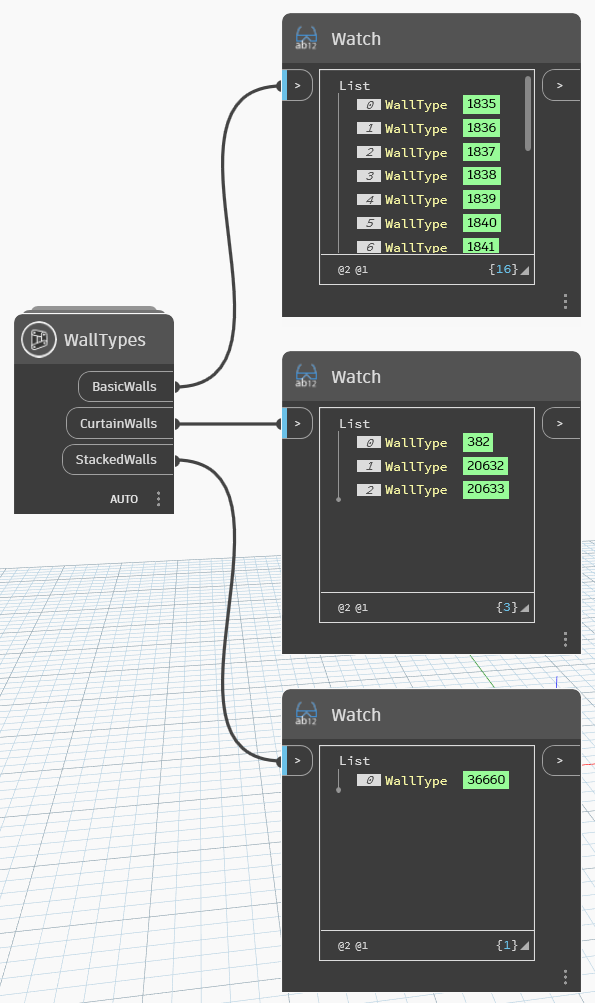 ab12 Watch
> >
List
0 WallType 1835
1 WallType 1836
2 WallType 1837
3 WallType 1838
4 WallType 1839
5 WallType 1840
6 WallType 1841
@2 @1 {16}
WallTypes
BasicWalls
CurtainWalls
StackedWalls
AUTO
ab12 Watch
> >
List
0 WallType 382
1 WallType 20632
2 WallType 20633
@2 @1 {3}
ab12 Watch
> >
List
0 WallType 36660
@2 @1 {1}